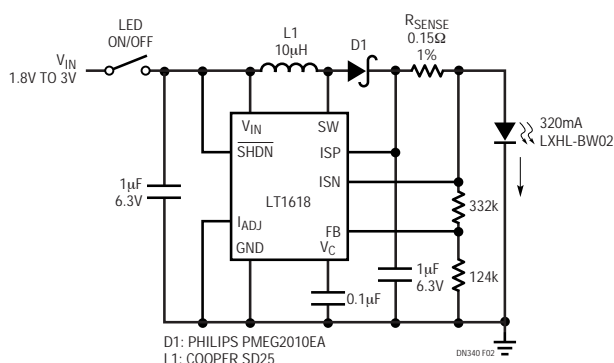 LED
ON/OFF
VIN
1.8V TO 3V
L1
10µH
D1
RSENSE
0.15Ω
1%
320mA
LXHL-BW02
VIN
SW
SHDN
ISP
ISN
LT1618
IADJ
FB
GND
VC
1µF
6.3V
332k
124k
1µF
6.3V
0.1µF
D1: PHILIPS PMEG2010EA
L1: COOPER SD25
DN340 F02